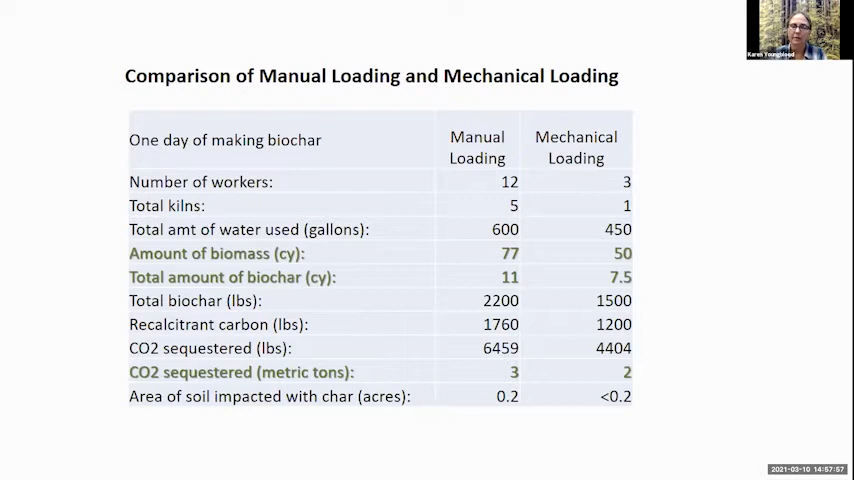 Karen Youngblood
Comparison of Manual Loading and Mechanical Loading
One day of making biochar Manual Loading Mechanical Loading
Number of workers: 12 3
Total kilns: 5 1
Total amt of water used (gallons): 600 450
Amount of biomass (cy): 77 50
Total amount of biochar (cy): 11 7.5
Total biochar (lbs): 2200 1500
Recalcitrant carbon (lbs): 1760 1200
CO2 sequestered (lbs): 6459 4404
CO2 sequestered (metric tons): 3 2
Area of soil impacted with char (acres): 0.2 <0.2
2021-03-10 14:57:57